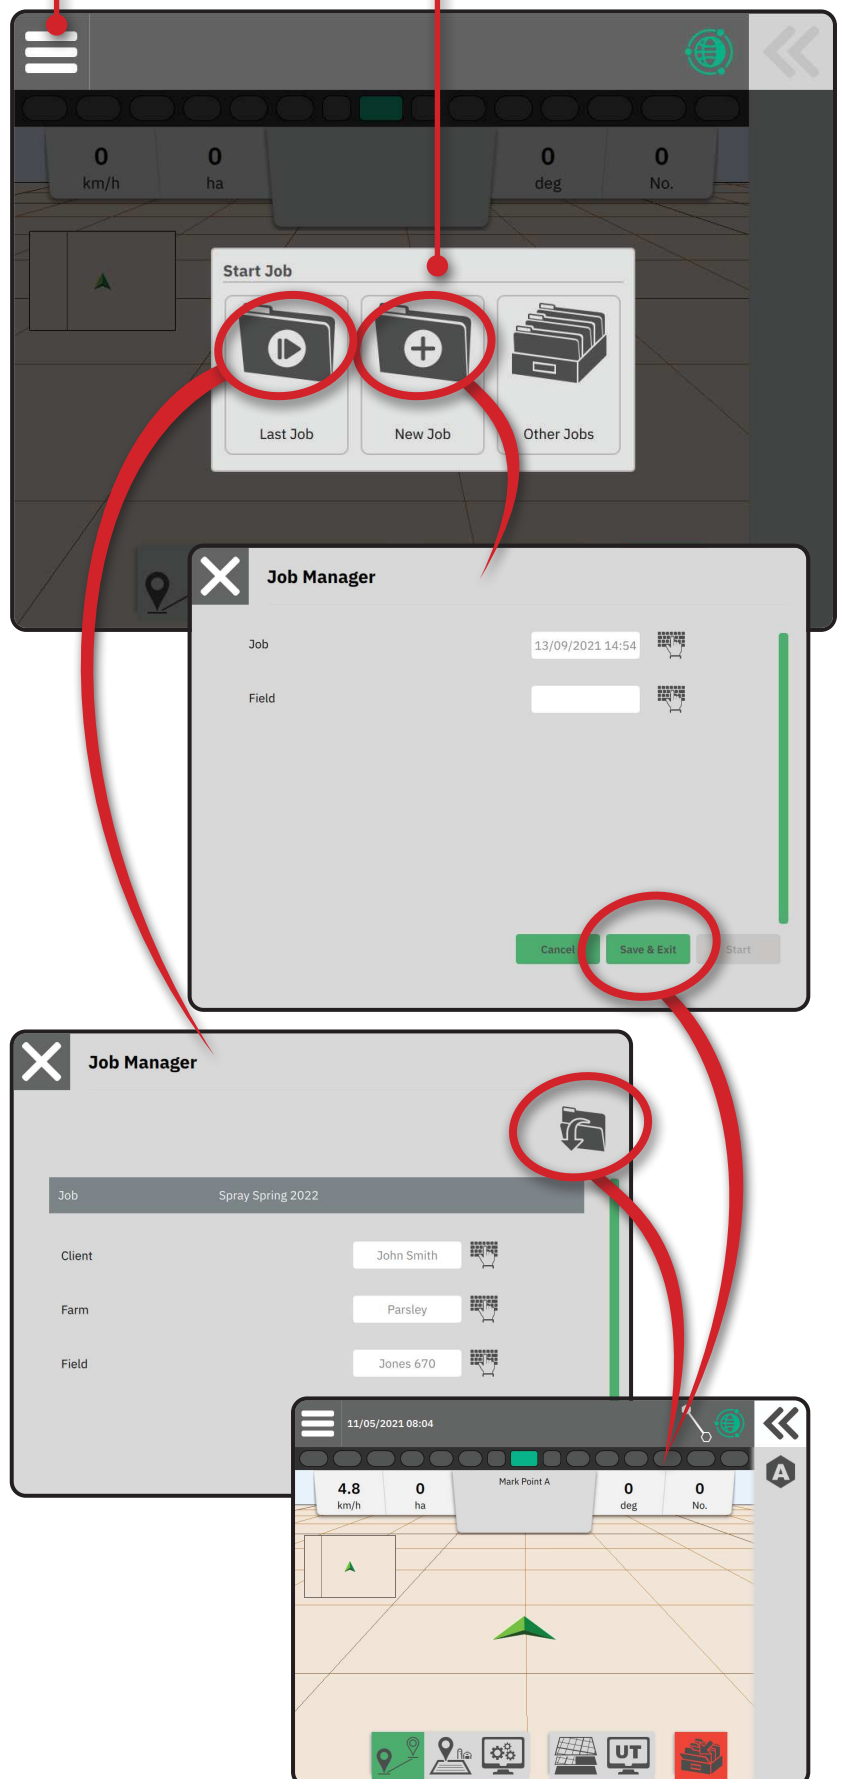 0 0 0 0
km/h ha deg No.
Start Job
Last Job New Job Other Jobs
Job Manager
Job 13/09/2021 14:54
Field
Cancel Save & Exit Start
Job Manager
Job Spray Spring 2022
Client John Smith
Farm Parsley
Field Jones 670
11/05/2021 08:04
Mark Point A
A
4.8 0 0 0
km/h ha deg No.
UT